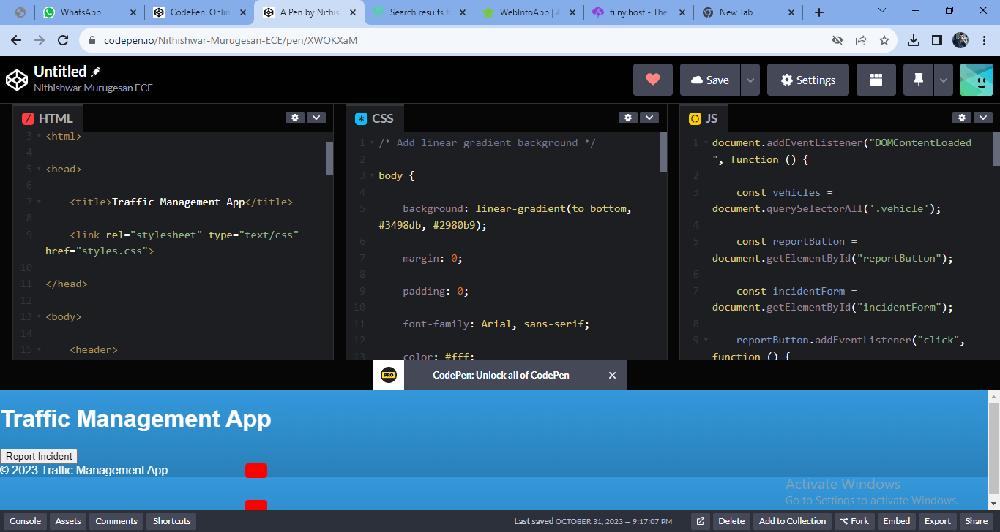 WhatsApp
CodePen: Onlin
A Pen by Nithis
Search results f
WebIntoApp | A
tiiny.host - The
New Tab
codepen.io/Nithishwar-Murugesan-ECE/pen/XWOKXaM
Untitled
Nithishwar Murugesan ECE
Save
Settings
HTML
3 <html>
4
5 <head>
6
7 <title>Traffic Management App</title>
8
9 <link rel="stylesheet" type="text/css"
href="styles.css">
10
11 </head>
12
13 <body>
14
15 <header>
CSS
1 /* Add linear gradient background */
2
3 body {
4
5 background: linear-gradient(to bottom,
#3498db, #2980b9);
6
7 margin: 0;
8
9 padding: 0;
10
11 font-family: Arial, sans-serif;
12
13 color: #fff;
JS
1 document.addEventListener("DOMContentLoaded
", function () {
2
3 const vehicles =
document.querySelectorAll('.vehicle');
4
5 const reportButton =
document.getElementById("reportButton");
6
7 const incidentForm =
document.getElementById("incidentForm");
8
9 reportButton.addEventListener("click",
function () {
PRO
CodePen: Unlock all of CodePen
Traffic Management App
Report Incident
© 2023 Traffic Management App
Activate Windows
Go to Settings to activate Windows.
Console
Assets
Comments
Shortcuts
Last saved OCTOBER 31, 2023 — 9:17:07 PM
Delete
Add to Collection
Fork
Embed
Export
Share